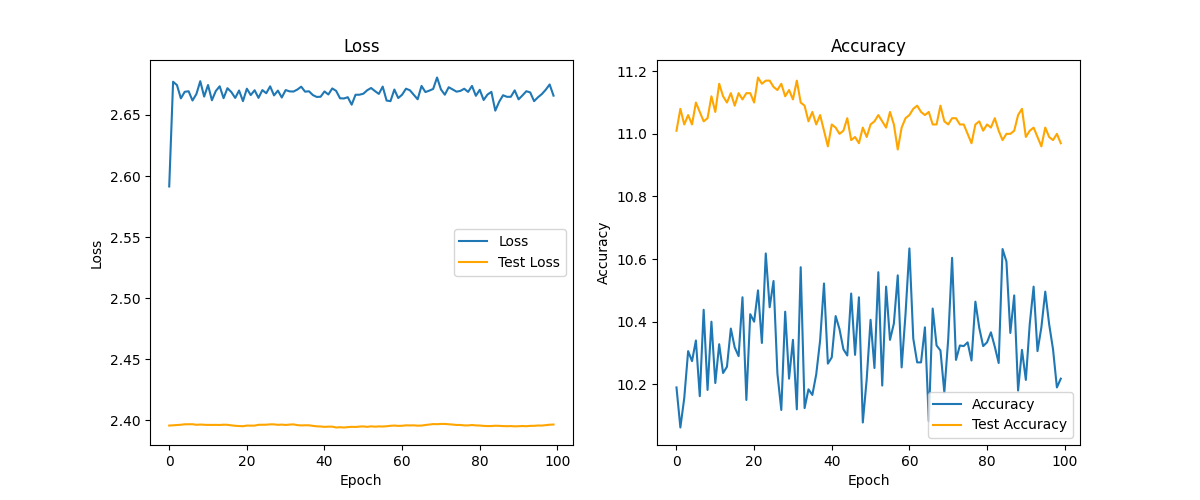 Loss
Loss
2.65
2.60
2.55
2.50
2.45
2.40
0 20 40 60 80 100
Epoch
Loss
Test Loss
Accuracy
Accuracy
11.2
11.0
10.8
10.6
10.4
10.2
0 20 40 60 80 100
Epoch
Accuracy
Test Accuracy